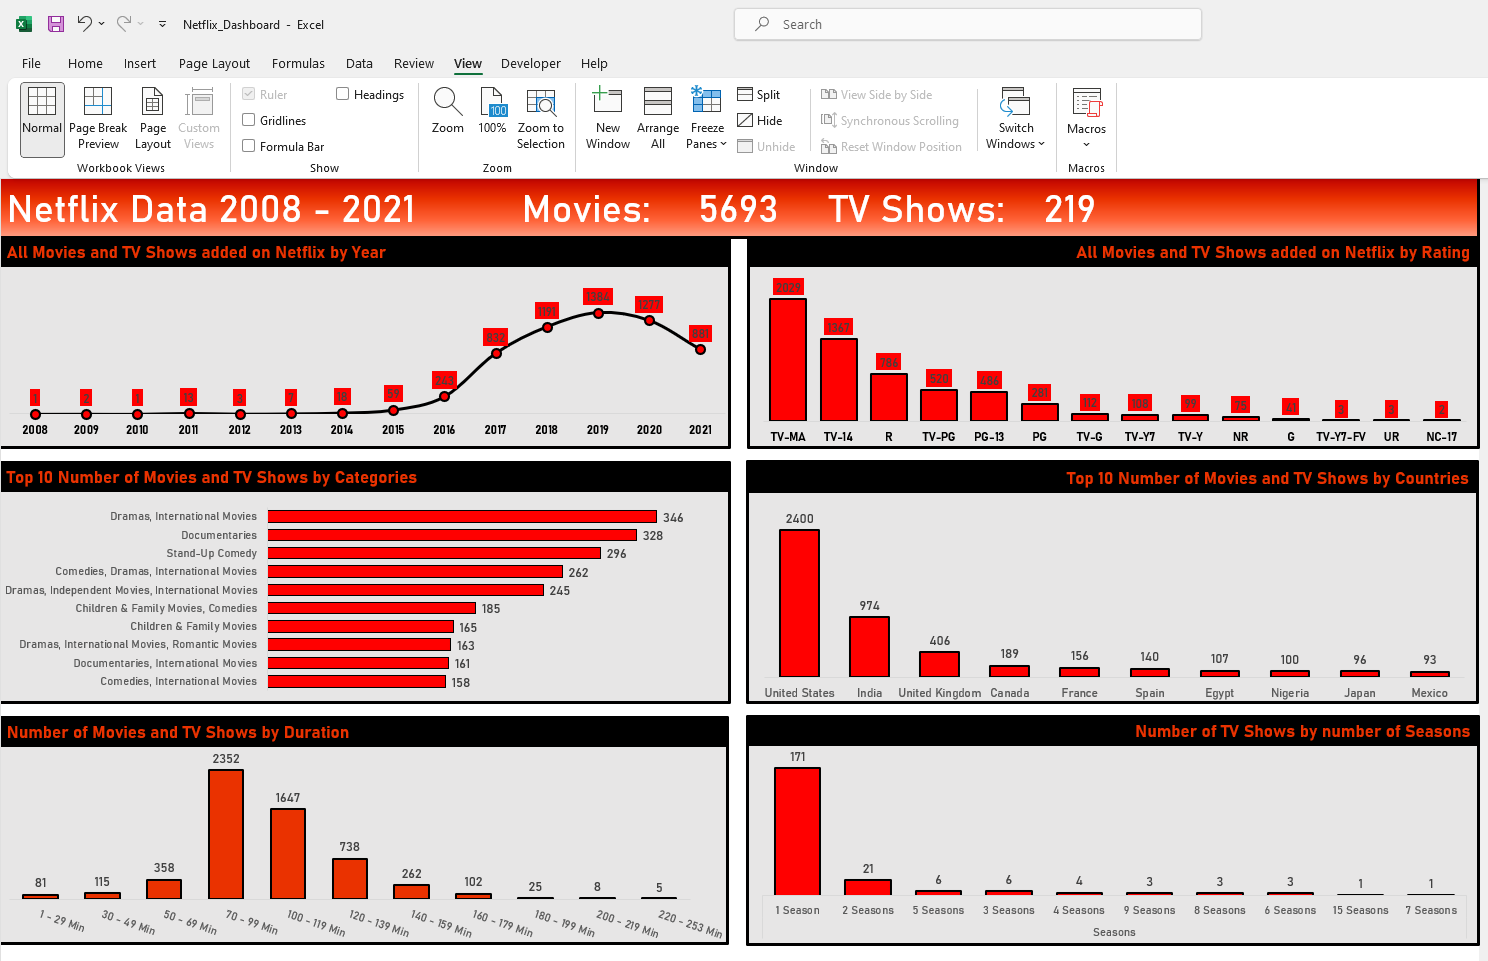 Netflix_Dashboard - Excel
Search
File Home Insert Page Layout Formulas Data Review View Developer Help
Normal
Page Break Preview
Page Layout
Custom Views
Workbook Views
Ruler
Gridlines
Formula Bar
Headings
Show
Zoom
100
100%
Zoom to Selection
Zoom
New Window
Arrange All
Freeze Panes
Split
Hide
Unhide
View Side by Side
Synchronous Scrolling
Reset Window Position
Switch Windows
Window
Macros
Macros
Netflix Data 2008 - 2021 Movies: 5693 TV Shows: 219
All Movies and TV Shows added on Netflix by Year
1 2 1 13 3 7 18 59 243 832 1171 1384 1277 881
2008 2009 2010 2011 2012 2013 2014 2015 2016 2017 2018 2019 2020 2021
All Movies and TV Shows added on Netflix by Rating
2029 1367 786 520 486 281 112 108 99 75 41 3 3 2
TV-MA TV-14 R TV-PG PG-13 PG TV-G TV-Y7 TV-Y NR G TV-Y7-FV UR NC-17
Top 10 Number of Movies and TV Shows by Categories
Dramas, International Movies 346
Documentaries 328
Stand-Up Comedy 296
Comedies, Dramas, International Movies 262
Dramas, Independent Movies, International Movies 245
Children & Family Movies, Comedies 185
Children & Family Movies 165
Dramas, International Movies, Romantic Movies 163
Documentaries, International Movies 161
Comedies, International Movies 158
Top 10 Number of Movies and TV Shows by Countries
2400 974 406 189 156 140 107 100 96 93
United States India United Kingdom Canada France Spain Egypt Nigeria Japan Mexico
Number of Movies and TV Shows by Duration
81 115 358 2352 1647 738 262 102 25 8 5
1 - 29 Min 30 - 49 Min 50 - 69 Min 70 - 99 Min 100 - 119 Min 120 - 139 Min 140 - 159 Min 160 - 179 Min 180 - 199 Min 200 - 219 Min 220 - 253 Min
Number of TV Shows by number of Seasons
171 21 6 6 4 3 3 3 1 1
1 Season 2 Seasons 5 Seasons 3 Seasons 4 Seasons 9 Seasons 8 Seasons 6 Seasons 15 Seasons 7 Seasons
Seasons